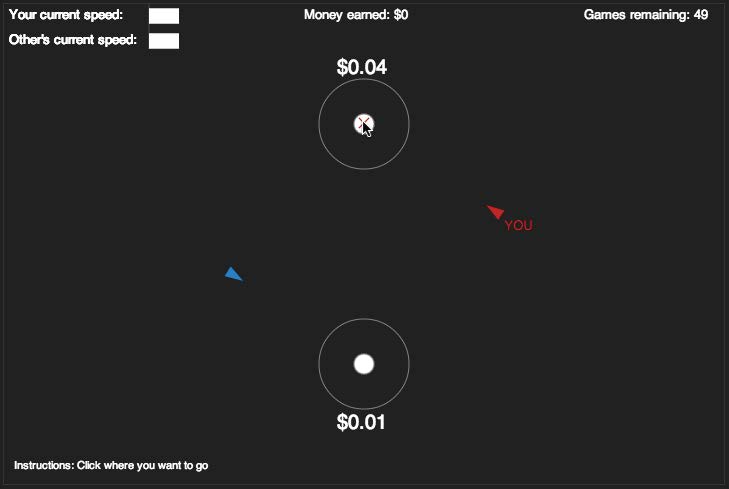 Your current speed:
Money earned: $0
Games remaining: 49
Other's current speed:
$0.04
YOU
$0.01
Instructions: Click where you want to go